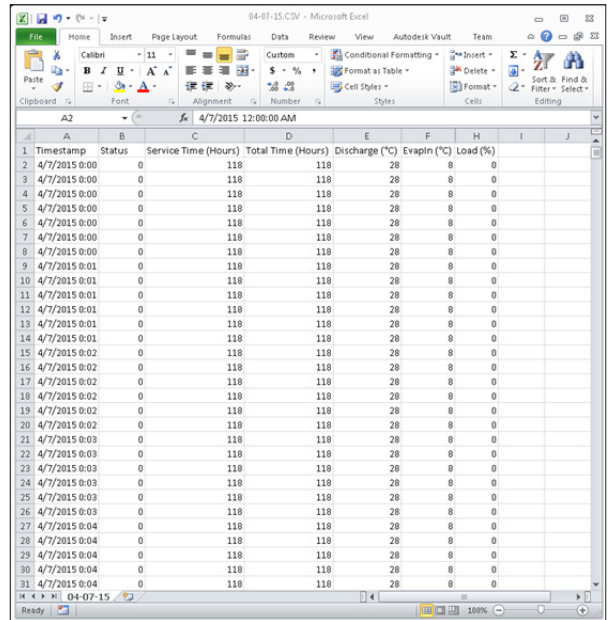 04-07-15.CSV - Microsoft Excel
File Home Insert Page Layout Formulas Data Review View Autodesk Vault Team
Calibri 11 Custom Conditional Formatting Insert
Paste B I U A A $ % , Format as Table Delete Sort & Filter Find & Select
A .0 .00 .00 .0 Cell Styles Format
Clipboard Font Alignment Number Styles Cells Editing
A2 fx 4/7/2015 12:00:00 AM
A B C D E F H I J
1 Timestamp Status Service Time (Hours) Total Time (Hours) Discharge (°C) EvapIn (°C) Load (%)
2 4/7/2015 0:00 0 118 118 28 8 0
3 4/7/2015 0:00 0 118 118 28 8 0
4 4/7/2015 0:00 0 118 118 28 8 0
5 4/7/2015 0:00 0 118 118 28 8 0
6 4/7/2015 0:00 0 118 118 28 8 0
7 4/7/2015 0:00 0 118 118 28 8 0
8 4/7/2015 0:00 0 118 118 28 8 0
9 4/7/2015 0:01 0 118 118 28 8 0
10 4/7/2015 0:01 0 118 118 28 8 0
11 4/7/2015 0:01 0 118 118 28 8 0
12 4/7/2015 0:01 0 118 118 28 8 0
13 4/7/2015 0:01 0 118 118 28 8 0
14 4/7/2015 0:01 0 118 118 28 8 0
15 4/7/2015 0:02 0 118 118 28 8 0
16 4/7/2015 0:02 0 118 118 28 8 0
17 4/7/2015 0:02 0 118 118 28 8 0
18 4/7/2015 0:02 0 118 118 28 8 0
19 4/7/2015 0:02 0 118 118 28 8 0
20 4/7/2015 0:02 0 118 118 28 8 0
21 4/7/2015 0:03 0 118 118 28 8 0
22 4/7/2015 0:03 0 118 118 28 8 0
23 4/7/2015 0:03 0 118 118 28 8 0
24 4/7/2015 0:03 0 118 118 28 8 0
25 4/7/2015 0:03 0 118 118 28 8 0
26 4/7/2015 0:03 0 118 118 28 8 0
27 4/7/2015 0:04 0 118 118 28 8 0
28 4/7/2015 0:04 0 118 118 28 8 0
29 4/7/2015 0:04 0 118 118 28 8 0
30 4/7/2015 0:04 0 118 118 28 8 0
31 4/7/2015 0:04 0 118 118 28 8 0
04-07-15
Ready 100%